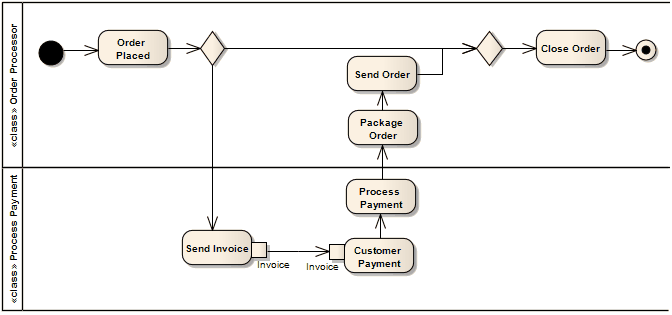 «class» Order Processor
Order
Placed
Close Order
Send Order
Package
Order
«class» Process Payment
Process
Payment
Send Invoice
Invoice
Invoice
Customer
Payment